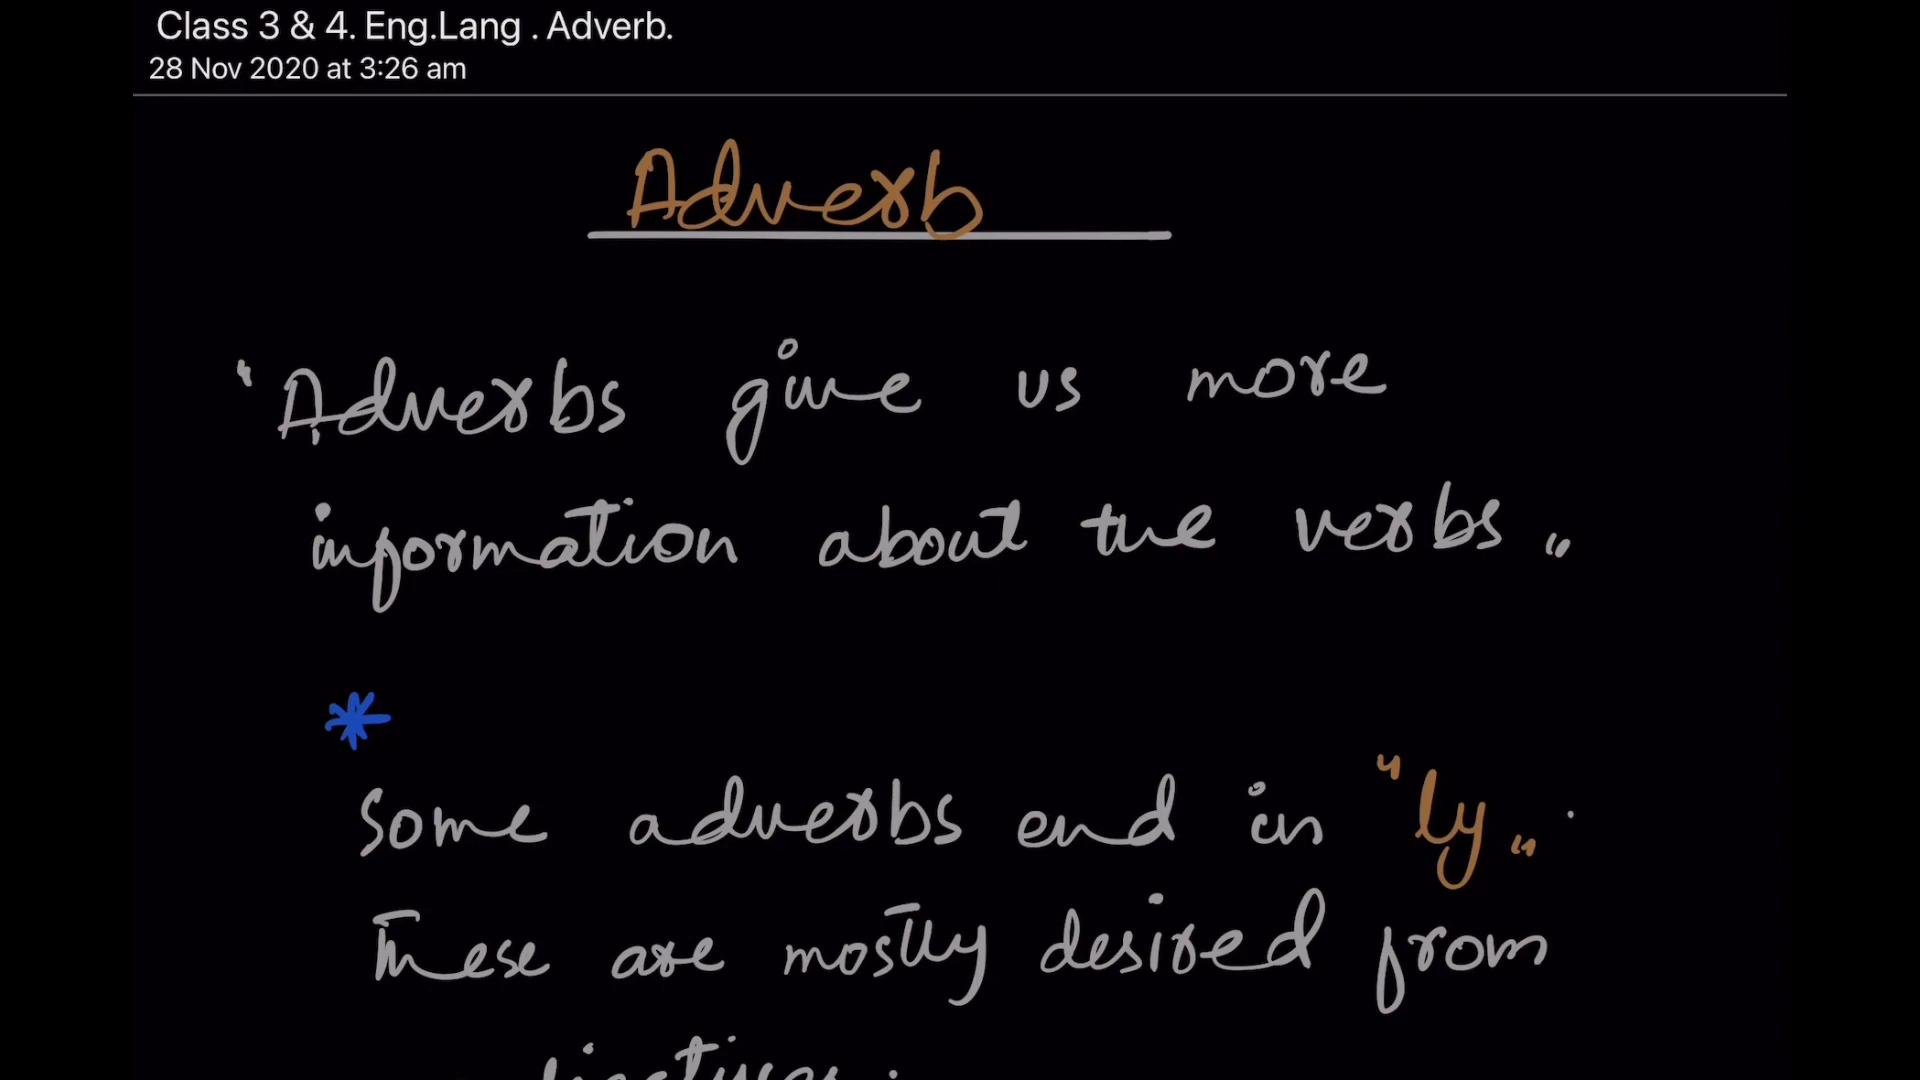 Class 3 & 4. Eng.Lang . Adverb.
28 Nov 2020 at 3:26 am
Adverb
"Adverbs give us more
information about the verbs"
*
Some adverbs end in "ly".
These are mostly desired from